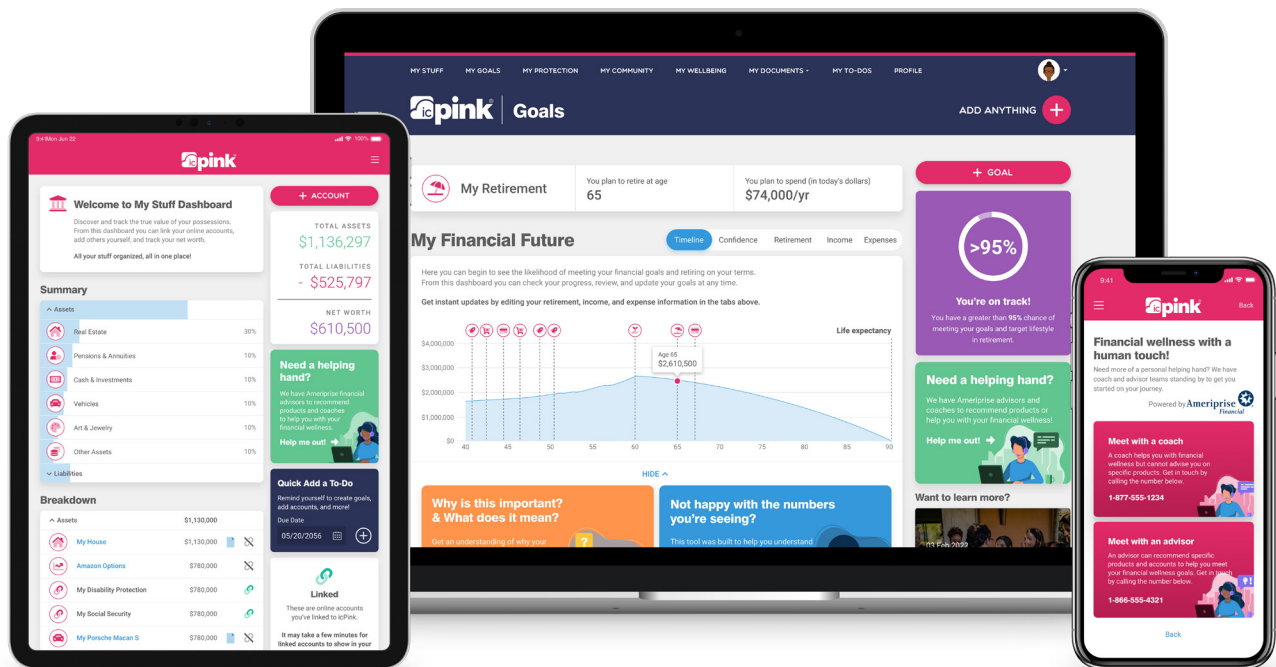 9:41 Mon Jun 22
100%
icpink
Welcome to My Stuff Dashboard
Discover and track the true value of your possessions.
From this dashboard you can link your online accounts,
add others yourself, and track your net worth.
All your stuff organized, all in one place!
Summary
Assets
Real Estate 30%
Pensions & Annuities 10%
Cash & Investments 10%
Vehicles 10%
Art & Jewelry 10%
Other Assets 10%
Liabilities
Breakdown
Assets $1,130,000
My House $1,130,000
Amazon Options $780,000
My Disability Protection $780,000
My Social Security $780,000
My Porsche Macan S $780,000
+ ACCOUNT
TOTAL ASSETS
$1,136,297
TOTAL LIABILITIES
- $525,797
NET WORTH
$610,500
Need a helping
hand?
We have Ameriprise financial
advisors to recommend
products and coaches
to help you with your
financial wellness.
Help me out!
Quick Add a To-Do
Remind yourself to create goals,
add accounts, and more!
Due Date
05/20/2056
Linked
These are online accounts
you've linked to icPink.
It may take a few minutes for
linked accounts to show in your
MY STUFF MY GOALS MY PROTECTION MY COMMUNITY MY WELLBEING MY DOCUMENTS MY TO-DOS PROFILE
icpink Goals
ADD ANYTHING +
My Retirement
You plan to retire at age
65
You plan to spend (in today's dollars)
$74,000/yr
My Financial Future
Timeline Confidence Retirement Income Expenses
Here you can begin to see the likelihood of meeting your financial goals and retiring on your terms.
From this dashboard you can check your progress, review, and update your goals at any time.
Get instant updates by editing your retirement, income, and expense information in the tabs above.
Life expectancy
$4,000,000
$3,000,000
$2,000,000
$1,000,000
$0
Age 65
$2,610,500
40 45 50 55 60 65 70 75 80 85 90
HIDE
Why is this important?
& What does it mean?
Get an understanding of why your
?
Not happy with the numbers
you're seeing?
This tool was built to help you understand
+ GOAL
>95%
You're on track!
You have a greater than 95% chance of
meeting your goals and target lifestyle
in retirement.
Need a helping hand?
We have Ameriprise advisors and
coaches to recommend products or
help you with your financial wellness!
Help me out!
Want to learn more?
03 Feb 2022
9:41
icpink
Back
Financial wellness with a
human touch!
Need more of a personal helping hand? We have
coach and advisor teams standing by to get you
started on your journey.
Powered by Ameriprise
Financial
Meet with a coach
A coach helps you with financial
wellness but cannot advise you on
specific products. Get in touch by
calling the number below.
1-877-555-1234
Meet with an advisor
An advisor can recommend specific
products and accounts to help you meet
your financial wellness goals. Get in touch
by calling the number below.
1-866-555-4321
Back